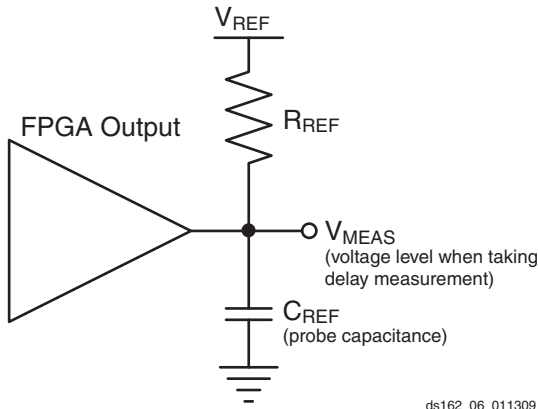 VREF
RREF
FPGA Output
VMEAS
(voltage level when taking
delay measurement)
CREF
(probe capacitance)
ds162_06_011309